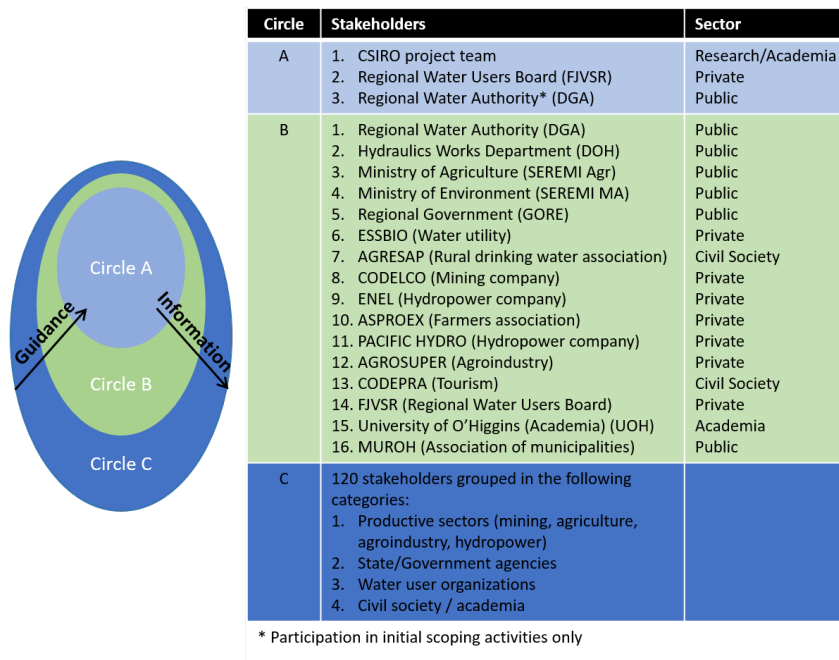 Circle A
Guidance
Information
Circle B
Circle C
Circle Stakeholders Sector
A 1. CSIRO project team Research/Academia
2. Regional Water Users Board (FJVSR) Private
3. Regional Water Authority* (DGA) Public
B 1. Regional Water Authority (DGA) Public
2. Hydraulics Works Department (DOH) Public
3. Ministry of Agriculture (SEREMI Agr) Public
4. Ministry of Environment (SEREMI MA) Public
5. Regional Government (GORE) Public
6. ESSBIO (Water utility) Private
7. AGRESAP (Rural drinking water association) Civil Society
8. CODELCO (Mining company) Private
9. ENEL (Hydropower company) Private
10. ASPROEX (Farmers association) Private
11. PACIFIC HYDRO (Hydropower company) Private
12. AGROSUPER (Agroindustry) Private
13. CODEPRA (Tourism) Civil Society
14. FJVSR (Regional Water Users Board) Private
15. University of O’Higgins (Academia) (UOH) Academia
16. MUROH (Association of municipalities) Public
C 120 stakeholders grouped in the following
categories:
1. Productive sectors (mining, agriculture,
agroindustry, hydropower)
2. State/Government agencies
3. Water user organizations
4. Civil society / academia
* Participation in initial scoping activities only